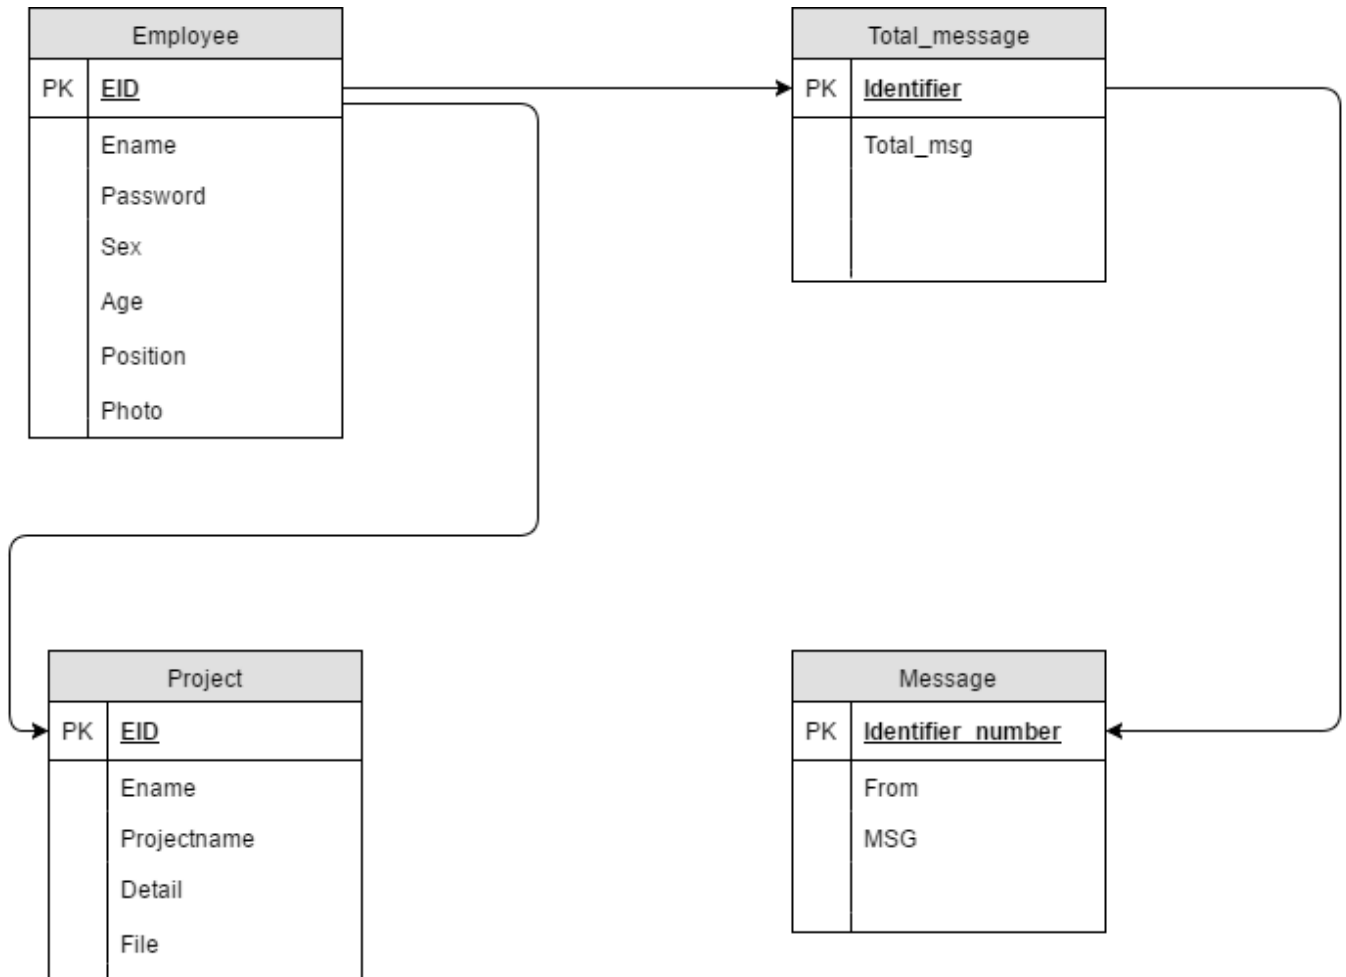 Employee
PK EID
Ename
Password
Sex
Age
Position
Photo
Total_message
PK Identifier
Total_msg
Project
PK EID
Ename
Projectname
Detail
File
Message
PK Identifier_number
From
MSG